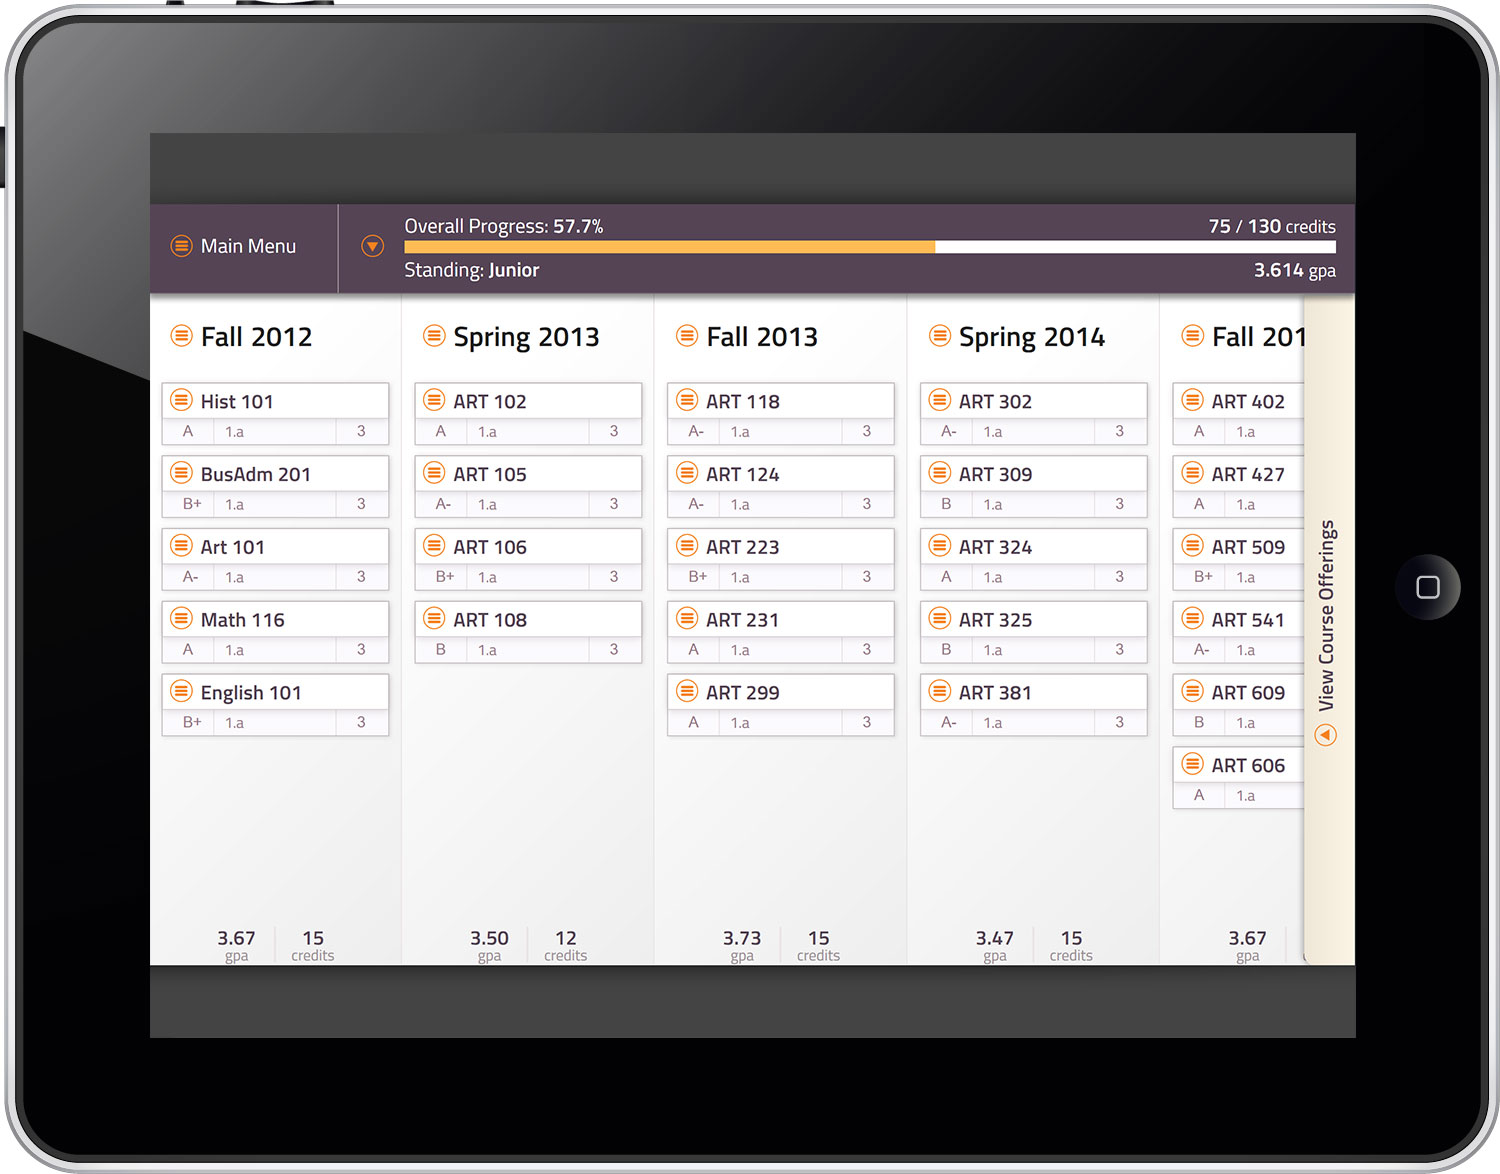 Main Menu
Overall Progress: 57.7%
75 / 130 credits
Standing: Junior
3.614 gpa
Fall 2012
Hist 101
A 1.a 3
BusAdm 201
B+ 1.a 3
Art 101
A- 1.a 3
Math 116
A 1.a 3
English 101
B+ 1.a 3
3.67 15
gpa credits
Spring 2013
ART 102
A 1.a 3
ART 105
A- 1.a 3
ART 106
B+ 1.a 3
ART 108
B 1.a 3
3.50 12
gpa credits
Fall 2013
ART 118
A- 1.a 3
ART 124
A- 1.a 3
ART 223
B+ 1.a 3
ART 231
A 1.a 3
ART 299
A 1.a 3
3.73 15
gpa credits
Spring 2014
ART 302
A- 1.a 3
ART 309
B 1.a 3
ART 324
A 1.a 3
ART 325
B 1.a 3
ART 381
A- 1.a 3
3.47 15
gpa credits
Fall 201
ART 402
A 1.a
ART 427
A 1.a
ART 509
B+ 1.a
ART 541
A- 1.a
ART 609
B 1.a
ART 606
A 1.a
3.67
gpa
View Course Offerings